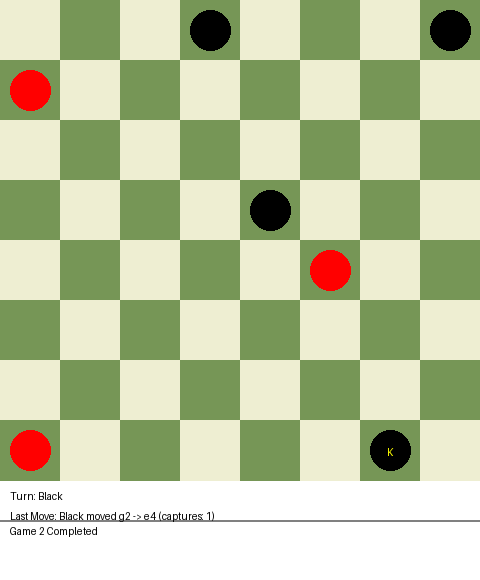 K
Turn: Black
Last Move: Black moved g2 -> e4 (captures: 1)
Game 2 Completed